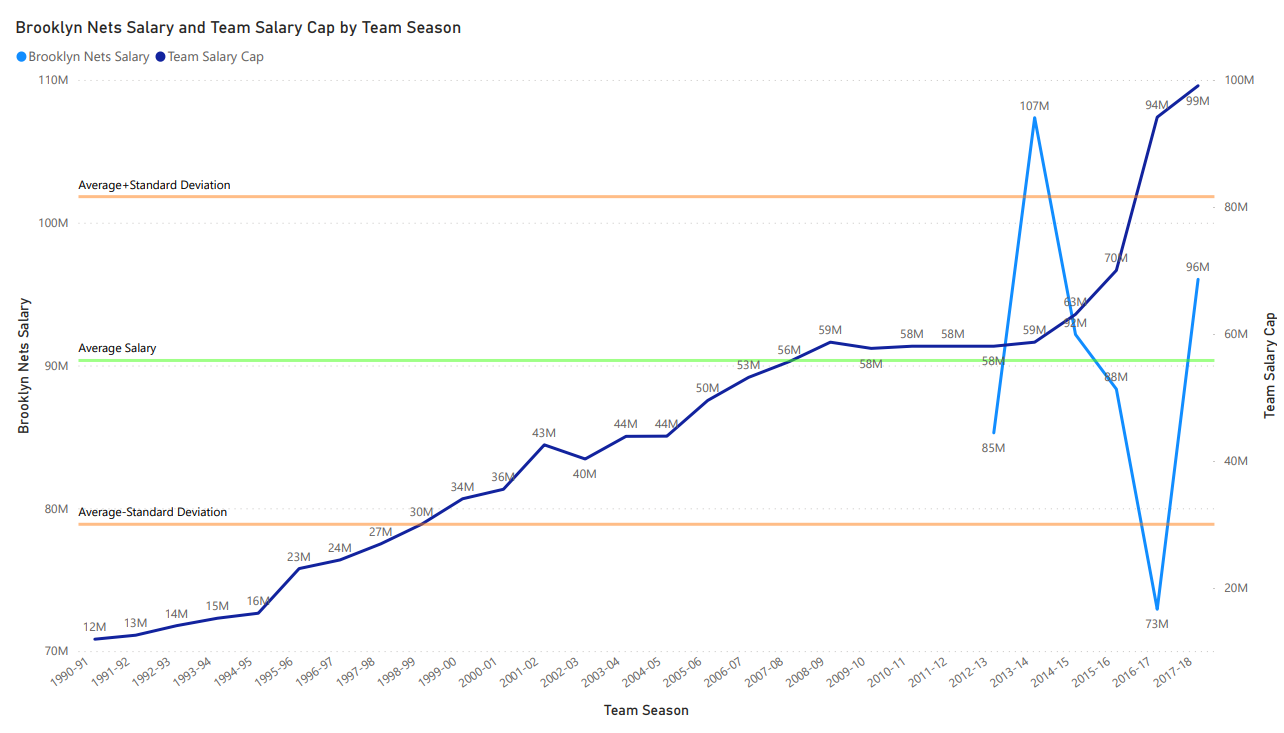 Brooklyn Nets Salary and Team Salary Cap by Team Season
Brooklyn Nets Salary Team Salary Cap
110M
100M
90M
80M
70M
Brooklyn Nets Salary
100M
80M
60M
40M
20M
Team Salary Cap
Average+Standard Deviation
Average Salary
Average-Standard Deviation
12M
13M
14M
15M
16M
23M
24M
27M
30M
34M
36M
43M
40M
44M
44M
50M
53M
56M
59M
58M
58M
58M
58M
59M
63M
70M
94M
99M
85M
107M
92M
88M
73M
96M
1990-91
1991-92
1992-93
1993-94
1994-95
1995-96
1996-97
1997-98
1998-99
1999-00
2000-01
2001-02
2002-03
2003-04
2004-05
2005-06
2006-07
2007-08
2008-09
2009-10
2010-11
2011-12
2012-13
2013-14
2014-15
2015-16
2016-17
2017-18
Team Season